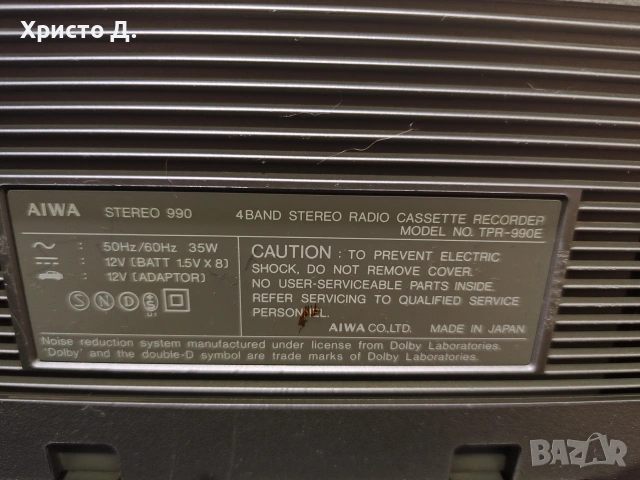 Христо Д.
AIWA STEREO 990 4 BAND STEREO RADIO CASSETTE RECORDER
MODEL NO. TPR-990E
~ : 50Hz/60Hz 35W
: 12V (BATT 1.5V X 8)
: 12V (ADAPTOR)
S N D S
CAUTION : TO PREVENT ELECTRIC
SHOCK, DO NOT REMOVE COVER.
NO USER-SERVICEABLE PARTS INSIDE.
REFER SERVICING TO QUALIFIED SERVICE
PERSONNEL.
AIWA CO., LTD. MADE IN JAPAN
Noise reduction system manufactured under license from Dolby Laboratories.
"Dolby" and the double-D symbol are trade marks of Dolby Laboratories.
BAZAR